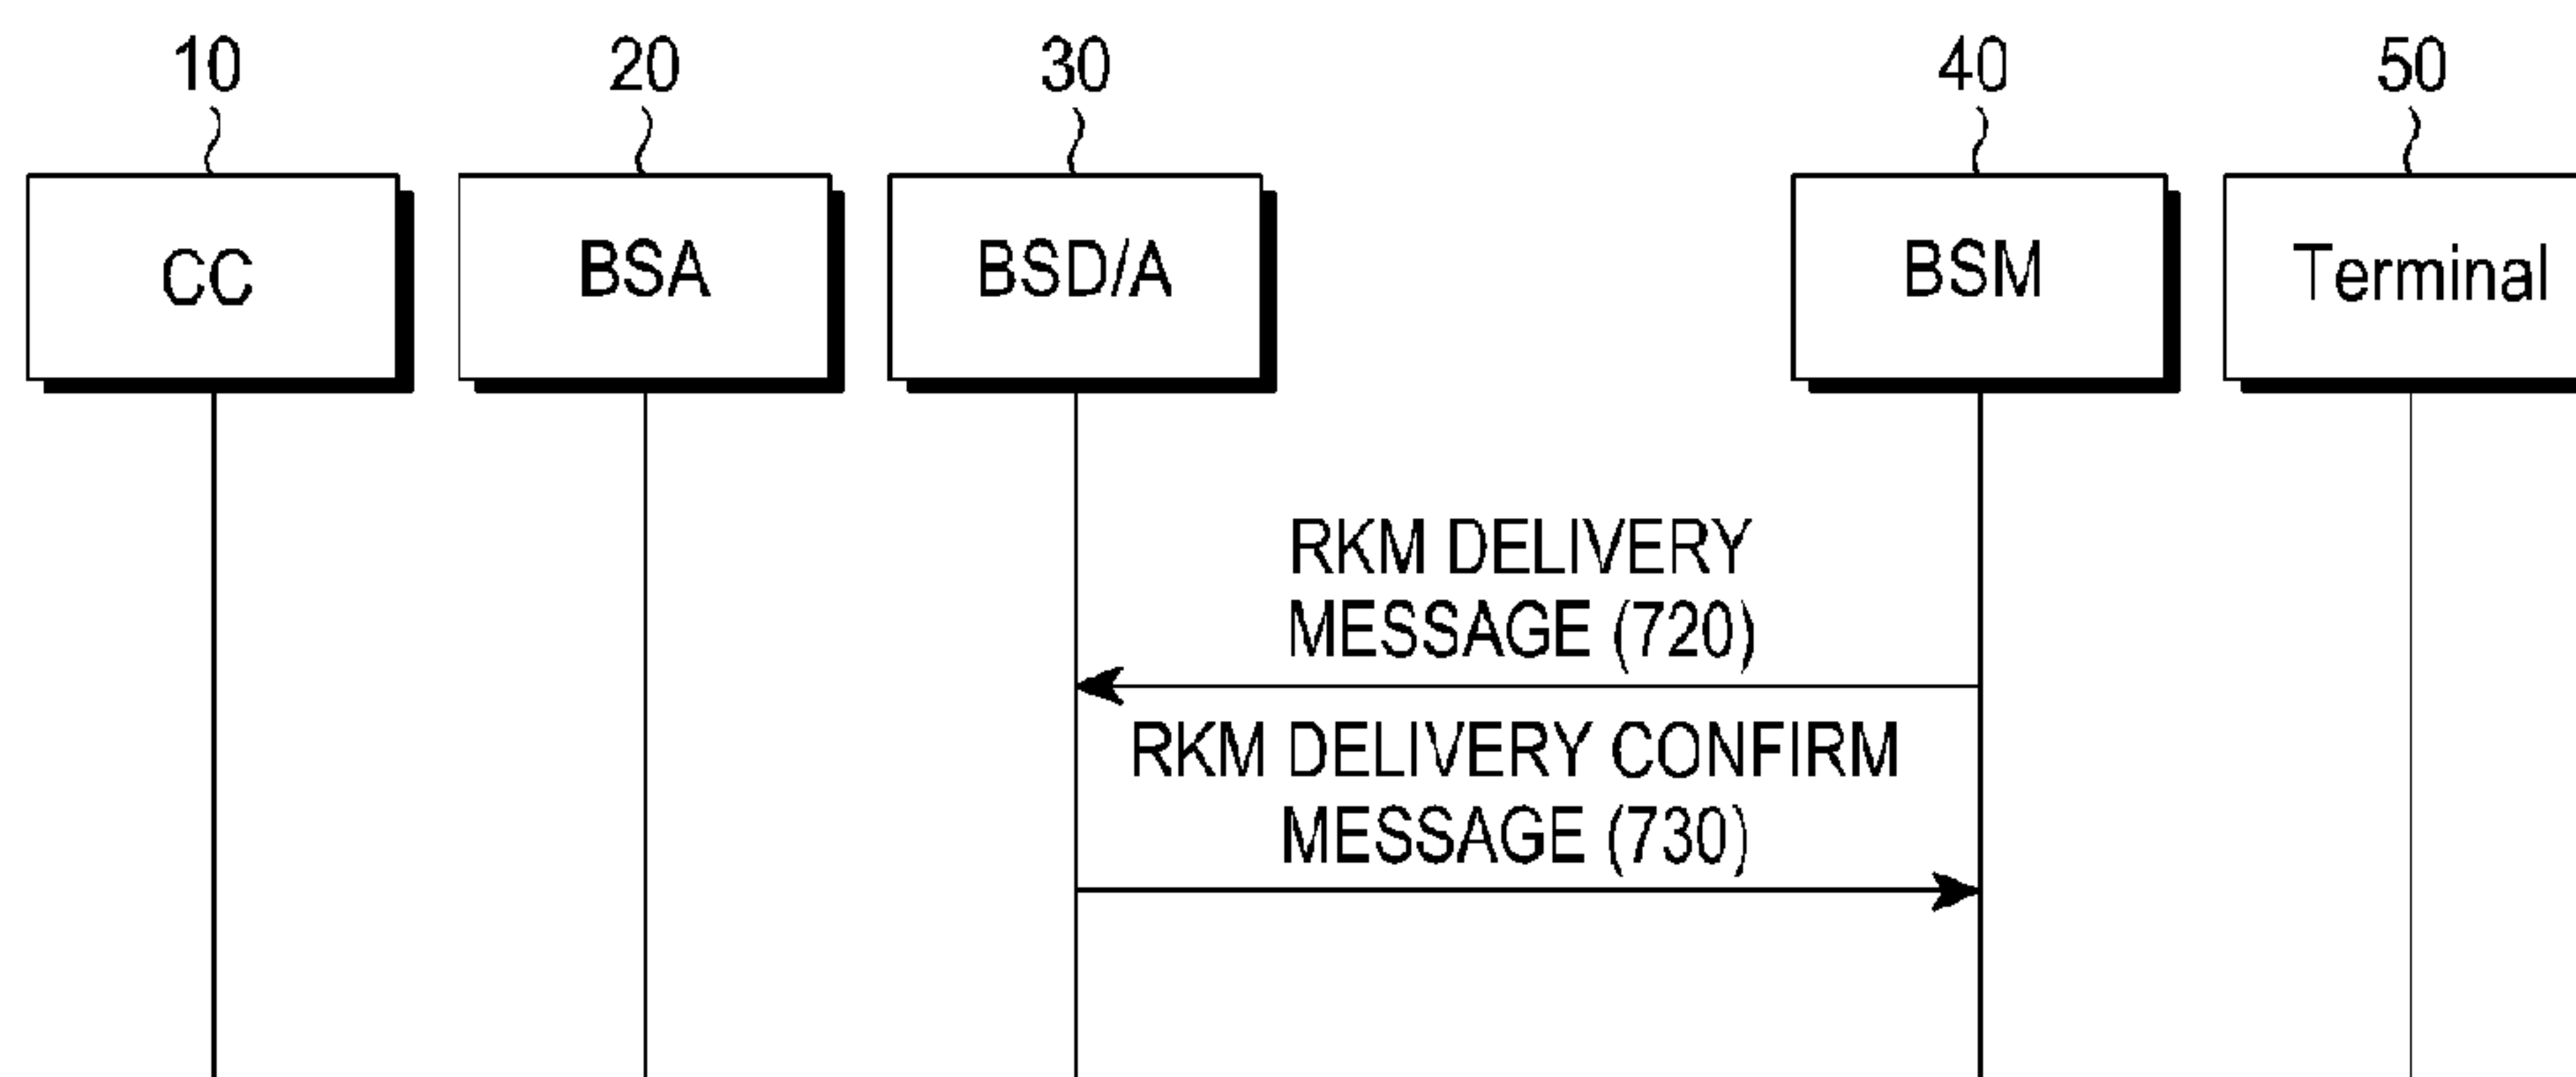 10
20
30
40
50
CC
BSA
BSD/A
BSM
Terminal
RKM DELIVERY
MESSAGE (720)
RKM DELIVERY CONFIRM
MESSAGE (730)